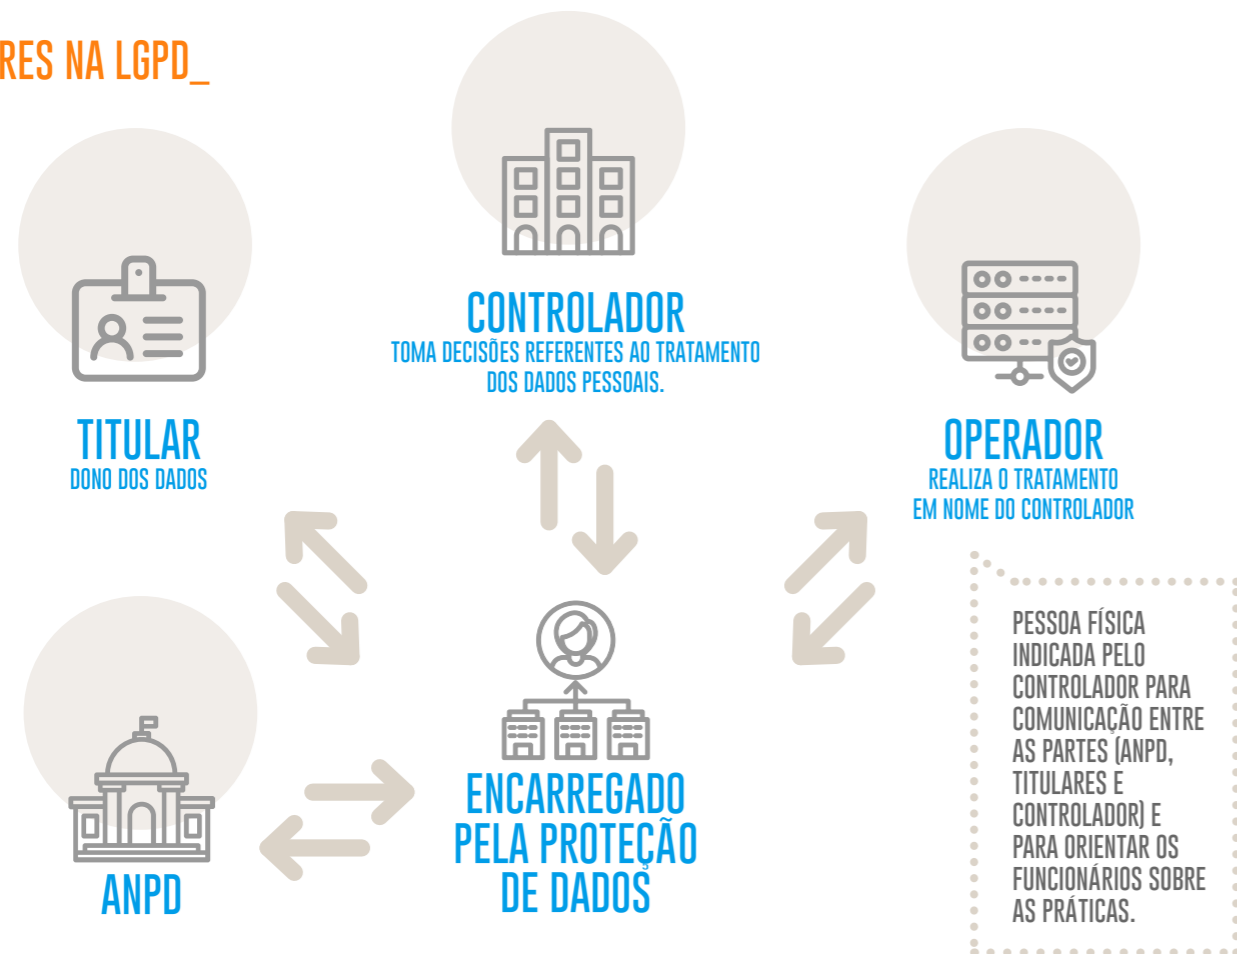 RES NA LGPD_
CONTROLADOR
TOMA DECISÕES REFERENTES AO TRATAMENTO
DOS DADOS PESSOAIS.
TITULAR
DONO DOS DADOS
OPERADOR
REALIZA O TRATAMENTO
EM NOME DO CONTROLADOR
ANPD
ENCARREGADO
PELA PROTEÇÃO
DE DADOS
PESSOA FÍSICA
INDICADA PELO
CONTROLADOR PARA
COMUNICAÇÃO ENTRE
AS PARTES (ANPD,
TITULARES E
CONTROLADOR) E
PARA ORIENTAR OS
FUNCIONÁRIOS SOBRE
AS PRÁTICAS.